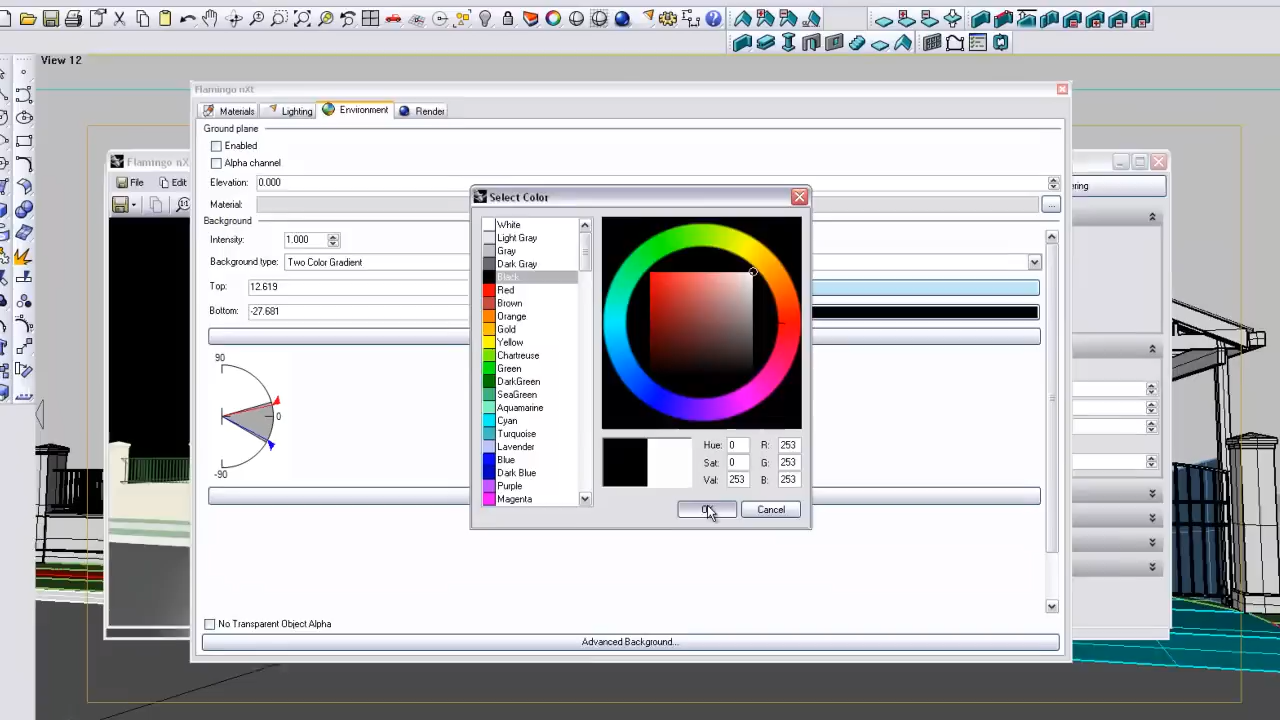 View 12
Flamingo nXt
Materials
Lighting
Environment
Render
Ground plane
Enabled
Alpha channel
Elevation: 0.000
Material:
...
Background
Intensity: 1.000
Background type: Two Color Gradient
Top: 12.619
Bottom: -27.681
90
0
-90
No Transparent Object Alpha
Advanced Background...
Flamingo nX
File
Edit
ering
Select Color
White
Light Gray
Gray
Dark Gray
Black
Red
Brown
Orange
Gold
Yellow
Chartreuse
Green
DarkGreen
SeaGreen
Aquamarine
Cyan
Turquoise
Lavender
Blue
Dark Blue
Purple
Magenta
Hue: 0 R: 253
Sat: 0 G: 253
Val: 253 B: 253
Cancel